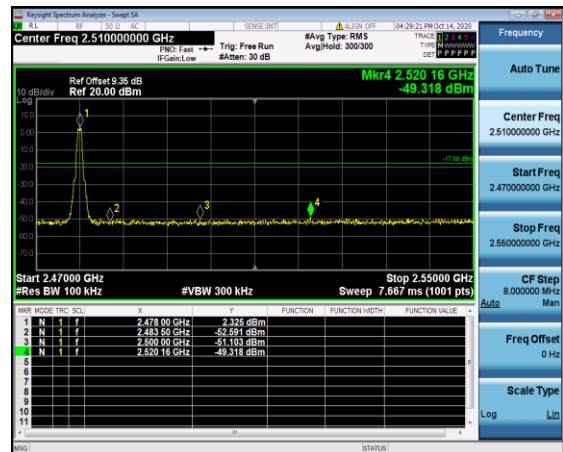 Keysight Spectrum Analyzer - Swept SA
RL RF 50 Ω AC SENSE:INT ALIGN OFF 04:29:21 PM Oct 14, 2020
Center Freq 2.510000000 GHz #Avg Type: RMS TRACE 1 2 3 4 5 6
PNO: Fast Trig: Free Run Avg|Hold: 300/300 TYPE M W W W W W
IFGain:Low #Atten: 30 dB DET P P P P P P
Frequency
Mkr4 2.520 16 GHz
-49.318 dBm
Ref Offset 9.35 dB
10 dB/div Ref 20.00 dBm
Log
10.0
0.00
-10.0
-20.0
-30.0
-40.0
-50.0
-60.0
-70.0
1
2
3
4
-17.68 dBm
Start 2.47000 GHz Stop 2.55000 GHz
#Res BW 100 kHz #VBW 300 kHz Sweep 7.667 ms (1001 pts)
MKR MODE TRC SCL X Y FUNCTION FUNCTION WIDTH FUNCTION VALUE
1 N 1 f 2.478 00 GHz 2.325 dBm
2 N 1 f 2.483 50 GHz -52.591 dBm
3 N 1 f 2.500 00 GHz -51.103 dBm
4 N 1 f 2.520 16 GHz -49.318 dBm
5
6
7
8
9
10
11
MSG STATUS
Auto Tune
Center Freq
2.510000000 GHz
Start Freq
2.470000000 GHz
Stop Freq
2.550000000 GHz
CF Step
8.000000 MHz
Auto Man
Freq Offset
0 Hz
Scale Type
Log Lin